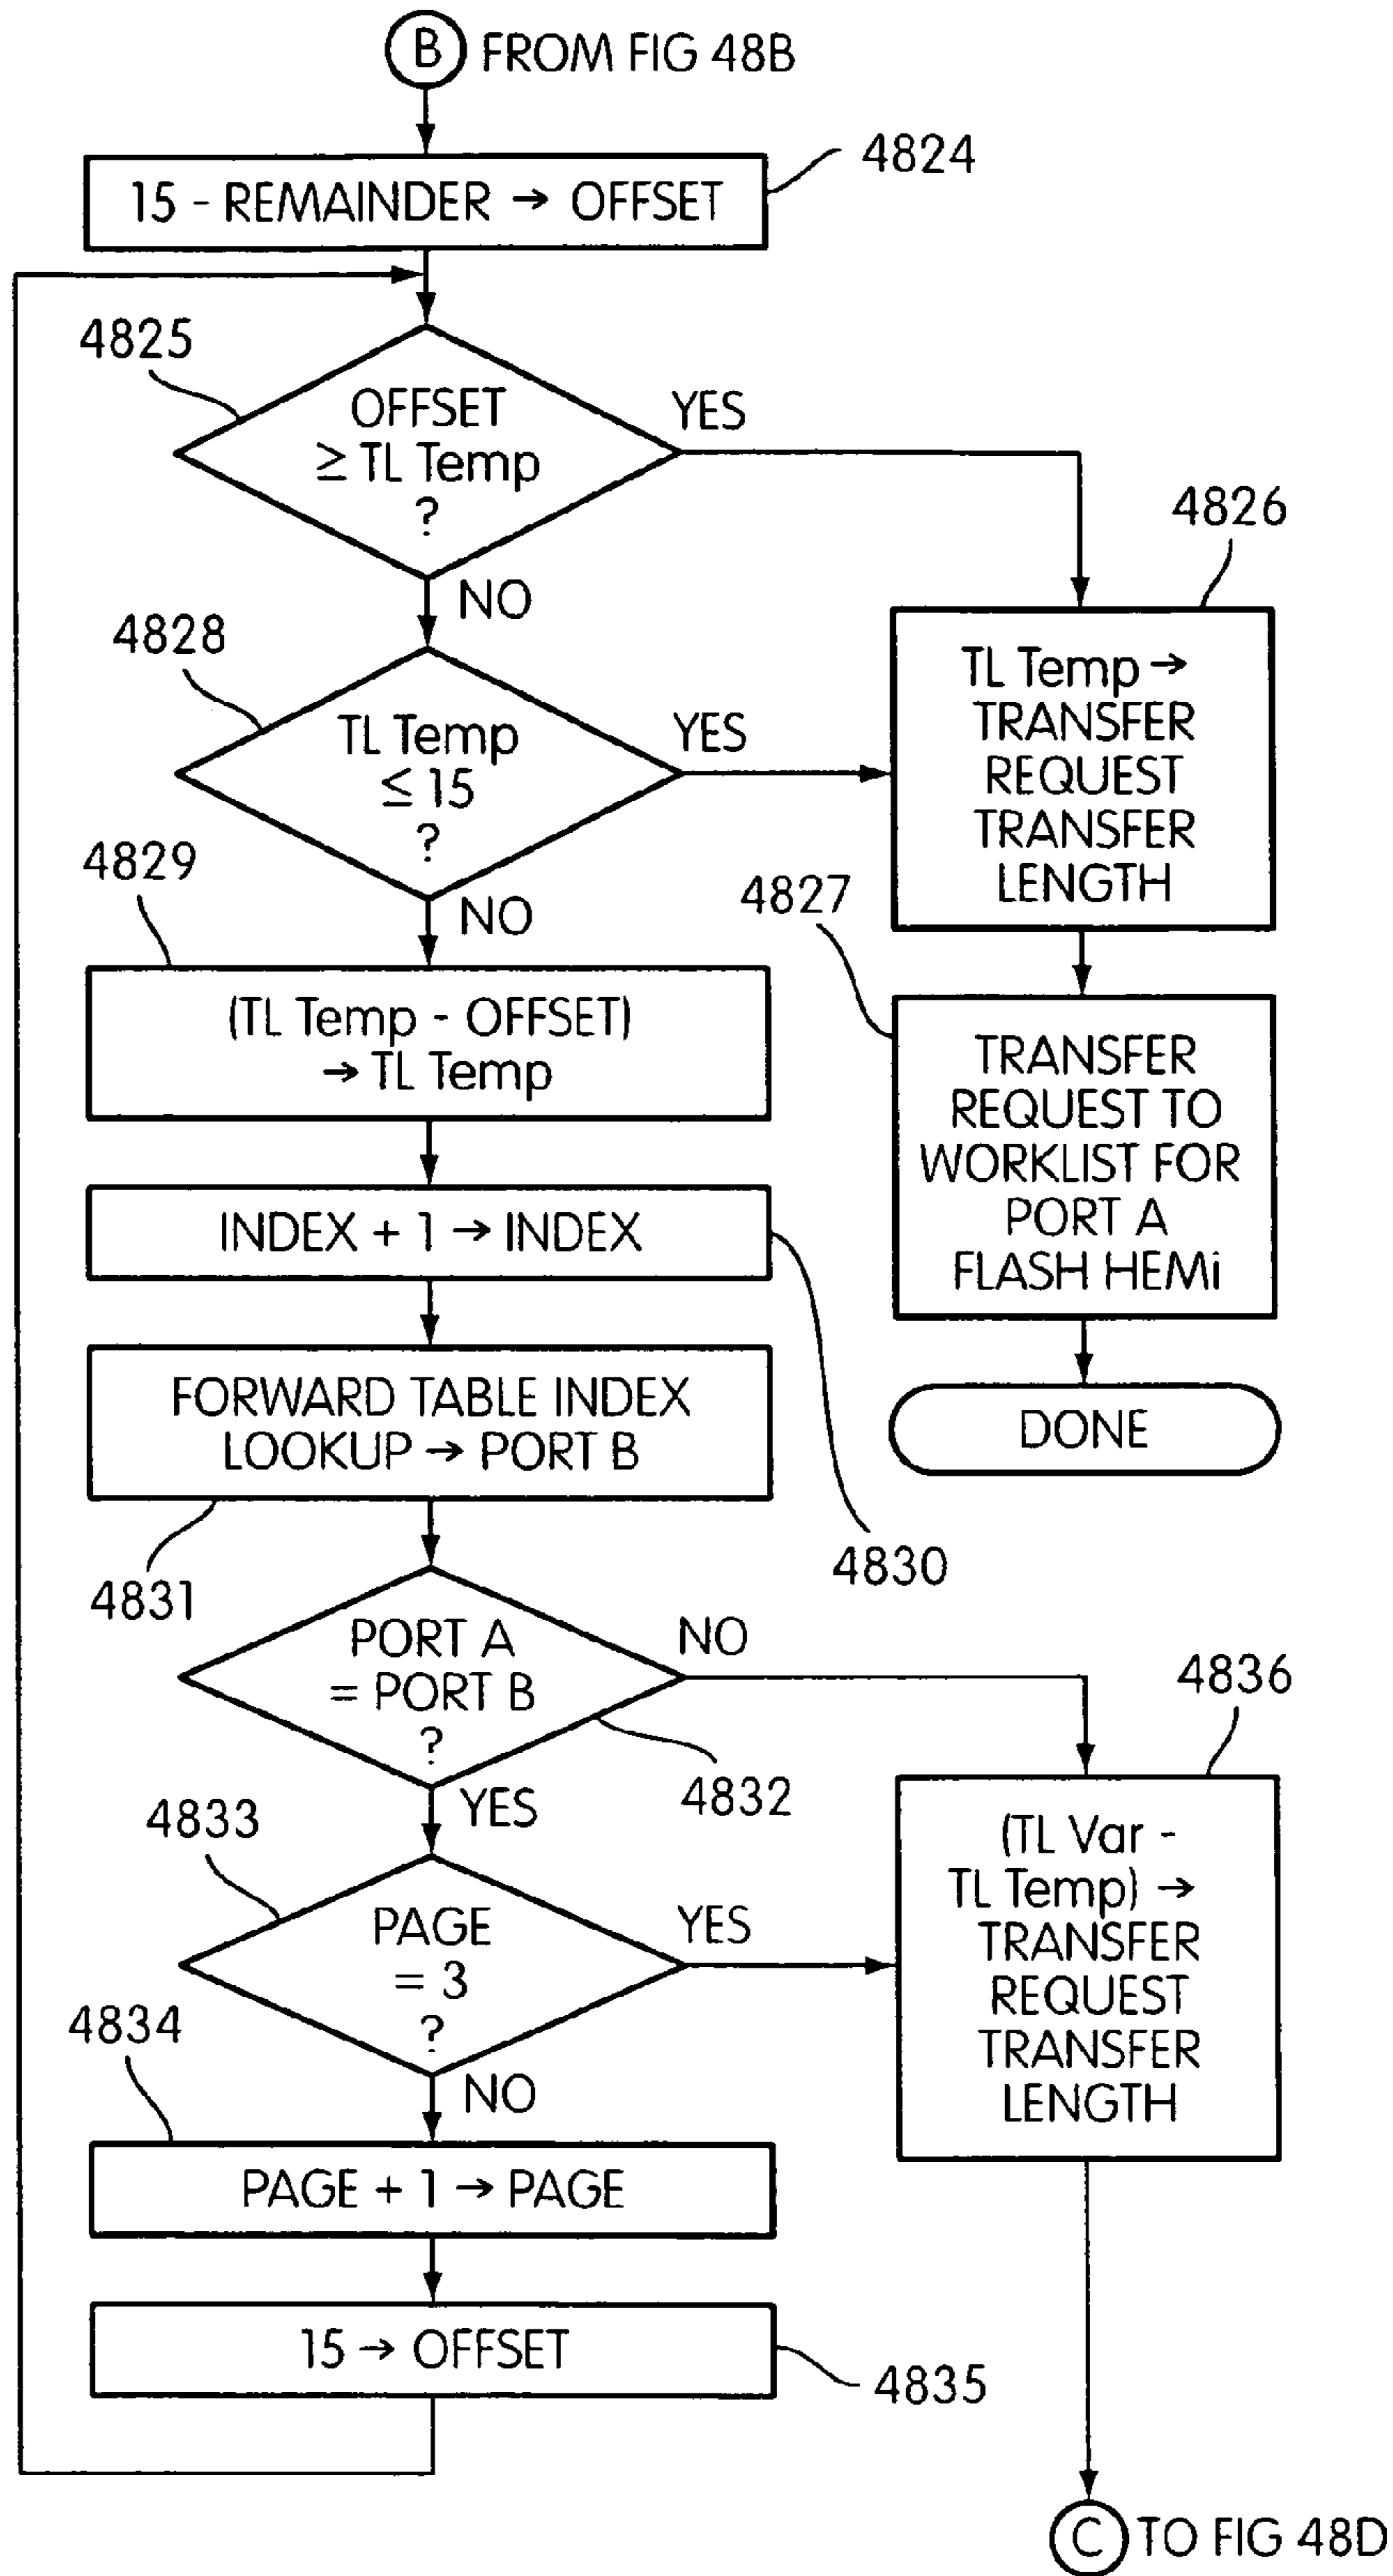 B FROM FIG 48B
4824
15 - REMAINDER → OFFSET
4825
OFFSET
≥ TL Temp
?
YES
NO
4826
TL Temp →
TRANSFER
REQUEST
TRANSFER
LENGTH
4828
TL Temp
≤ 15
?
YES
NO
4827
TRANSFER
REQUEST TO
WORKLIST FOR
PORT A
FLASH HEMi
DONE
4829
(TL Temp - OFFSET)
→ TL Temp
INDEX + 1 → INDEX
4830
FORWARD TABLE INDEX
LOOKUP → PORT B
4831
PORT A
= PORT B
?
NO
YES
4832
4836
(TL Var -
TL Temp) →
TRANSFER
REQUEST
TRANSFER
LENGTH
4833
PAGE
= 3
?
YES
NO
4834
PAGE + 1 → PAGE
15 → OFFSET
4835
C TO FIG 48D